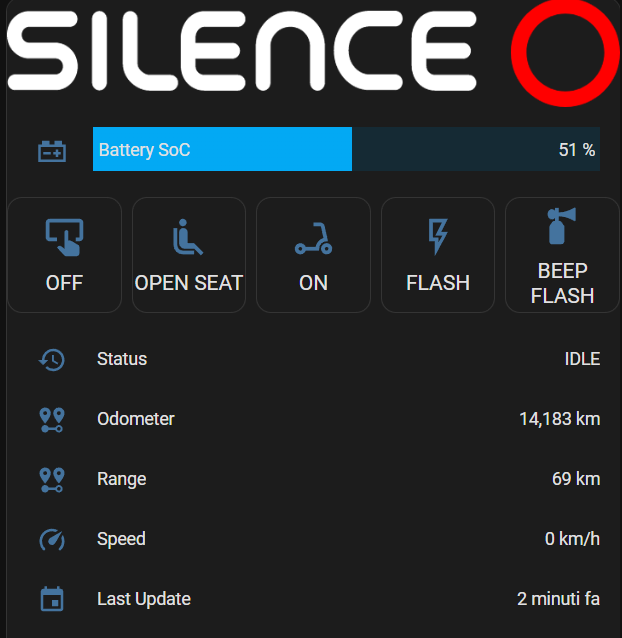 SILENCE
Battery SoC 51 %
OFF OPEN SEAT ON FLASH BEEP FLASH
Status IDLE
Odometer 14,183 km
Range 69 km
Speed 0 km/h
Last Update 2 minuti fa